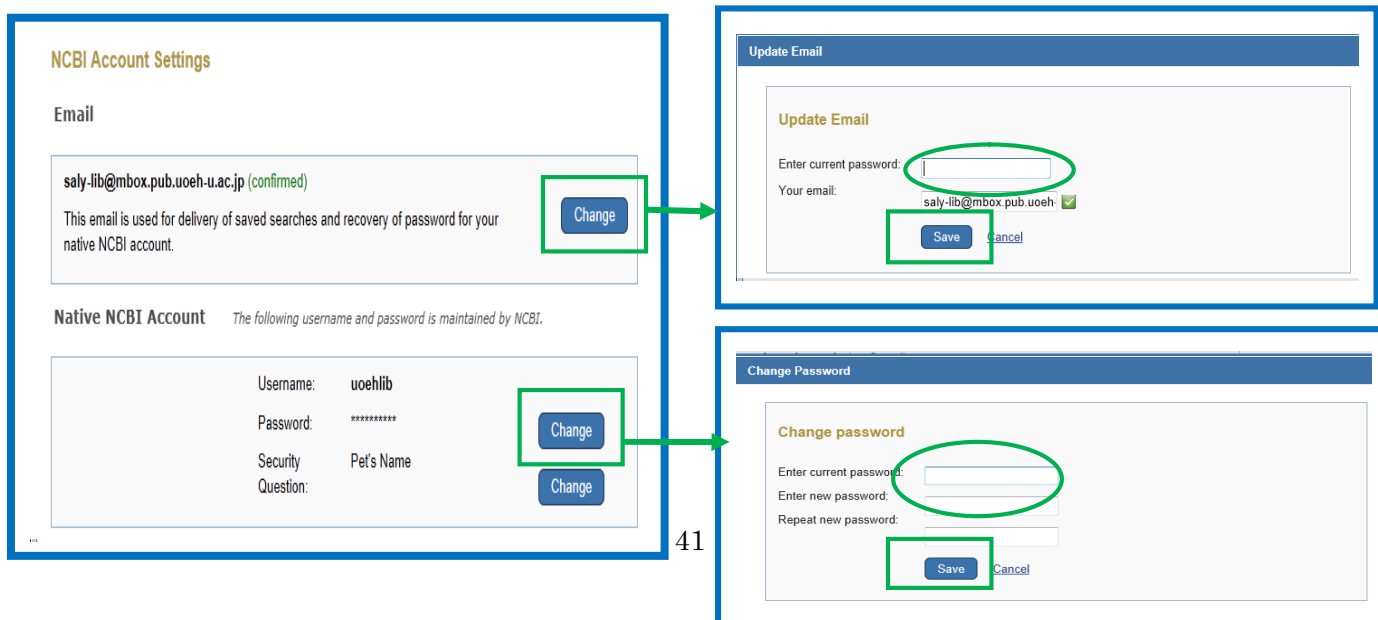 NCBI Account Settings
Email
saly-lib@mbox.pub.uoeh-u.ac.jp (confirmed)
This email is used for delivery of saved searches and recovery of password for your
native NCBI account.
Change
Native NCBI Account The following username and password is maintained by NCBI.
Username: uoehlib
Password: **********
Change
Security Pet's Name
Question:
Change
41
Update Email
Update Email
Enter current password:
Your email:
saly-lib@mbox.pub.uoeh-
Save Cancel
Change Password
Change password
Enter current password:
Enter new password:
Repeat new password:
Save Cancel